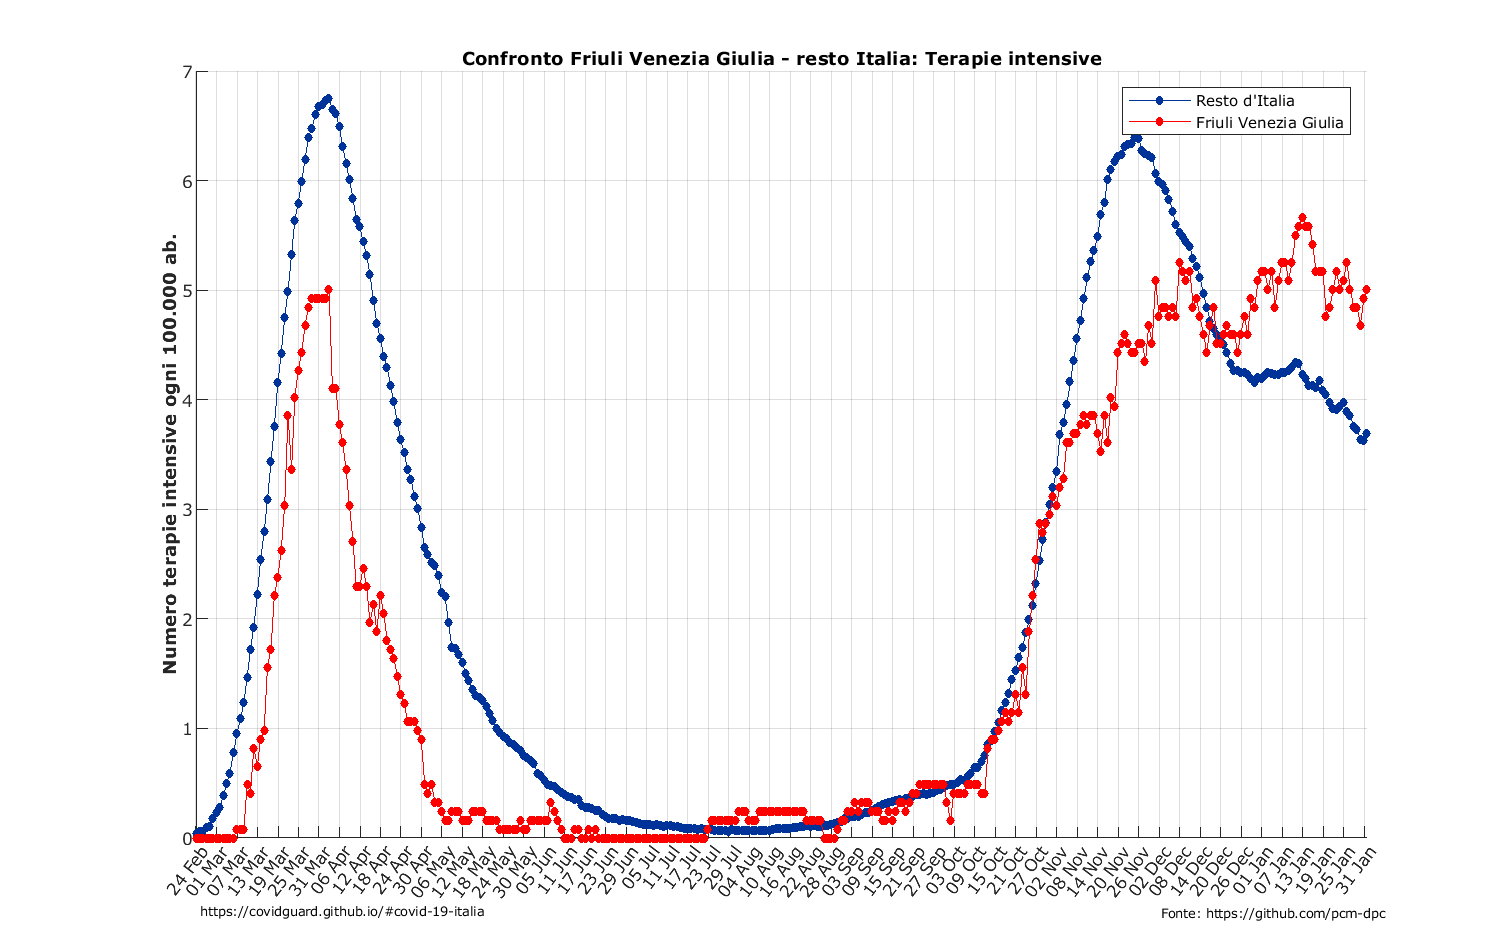 Confronto Friuli Venezia Giulia - resto Italia: Terapie intensive
Resto d'Italia
Friuli Venezia Giulia
Numero terapie intensive ogni 100.000 ab.
7
6
5
4
3
2
1
0
24 Feb
01 Mar
07 Mar
13 Mar
19 Mar
25 Mar
31 Mar
06 Apr
12 Apr
18 Apr
24 Apr
30 Apr
06 May
12 May
18 May
24 May
30 May
05 Jun
11 Jun
17 Jun
23 Jun
29 Jun
05 Jul
11 Jul
17 Jul
23 Jul
29 Jul
04 Aug
10 Aug
16 Aug
22 Aug
28 Aug
03 Sep
09 Sep
15 Sep
21 Sep
27 Sep
03 Oct
09 Oct
15 Oct
21 Oct
27 Oct
02 Nov
08 Nov
14 Nov
20 Nov
26 Nov
02 Dec
08 Dec
14 Dec
20 Dec
26 Dec
01 Jan
07 Jan
13 Jan
19 Jan
25 Jan
31 Jan
https://covidguard.github.io/#covid-19-italia
Fonte: https://github.com/pcm-dpc